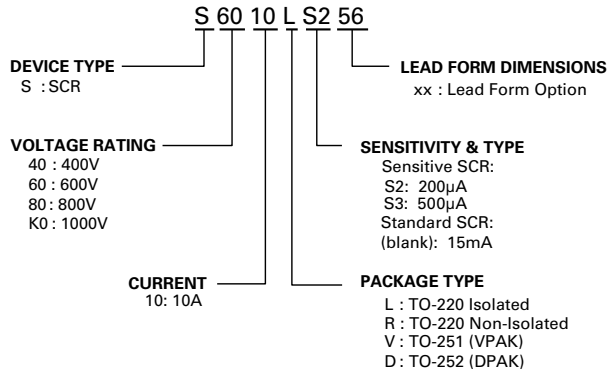 S 60 10 L S2 56
DEVICE TYPE
S : SCR
VOLTAGE RATING
40 : 400V
60 : 600V
80 : 800V
K0 : 1000V
CURRENT
10: 10A
LEAD FORM DIMENSIONS
xx : Lead Form Option
SENSITIVITY & TYPE
Sensitive SCR:
S2: 200µA
S3: 500µA
Standard SCR:
(blank): 15mA
PACKAGE TYPE
L : TO-220 Isolated
R : TO-220 Non-Isolated
V : TO-251 (VPAK)
D : TO-252 (DPAK)